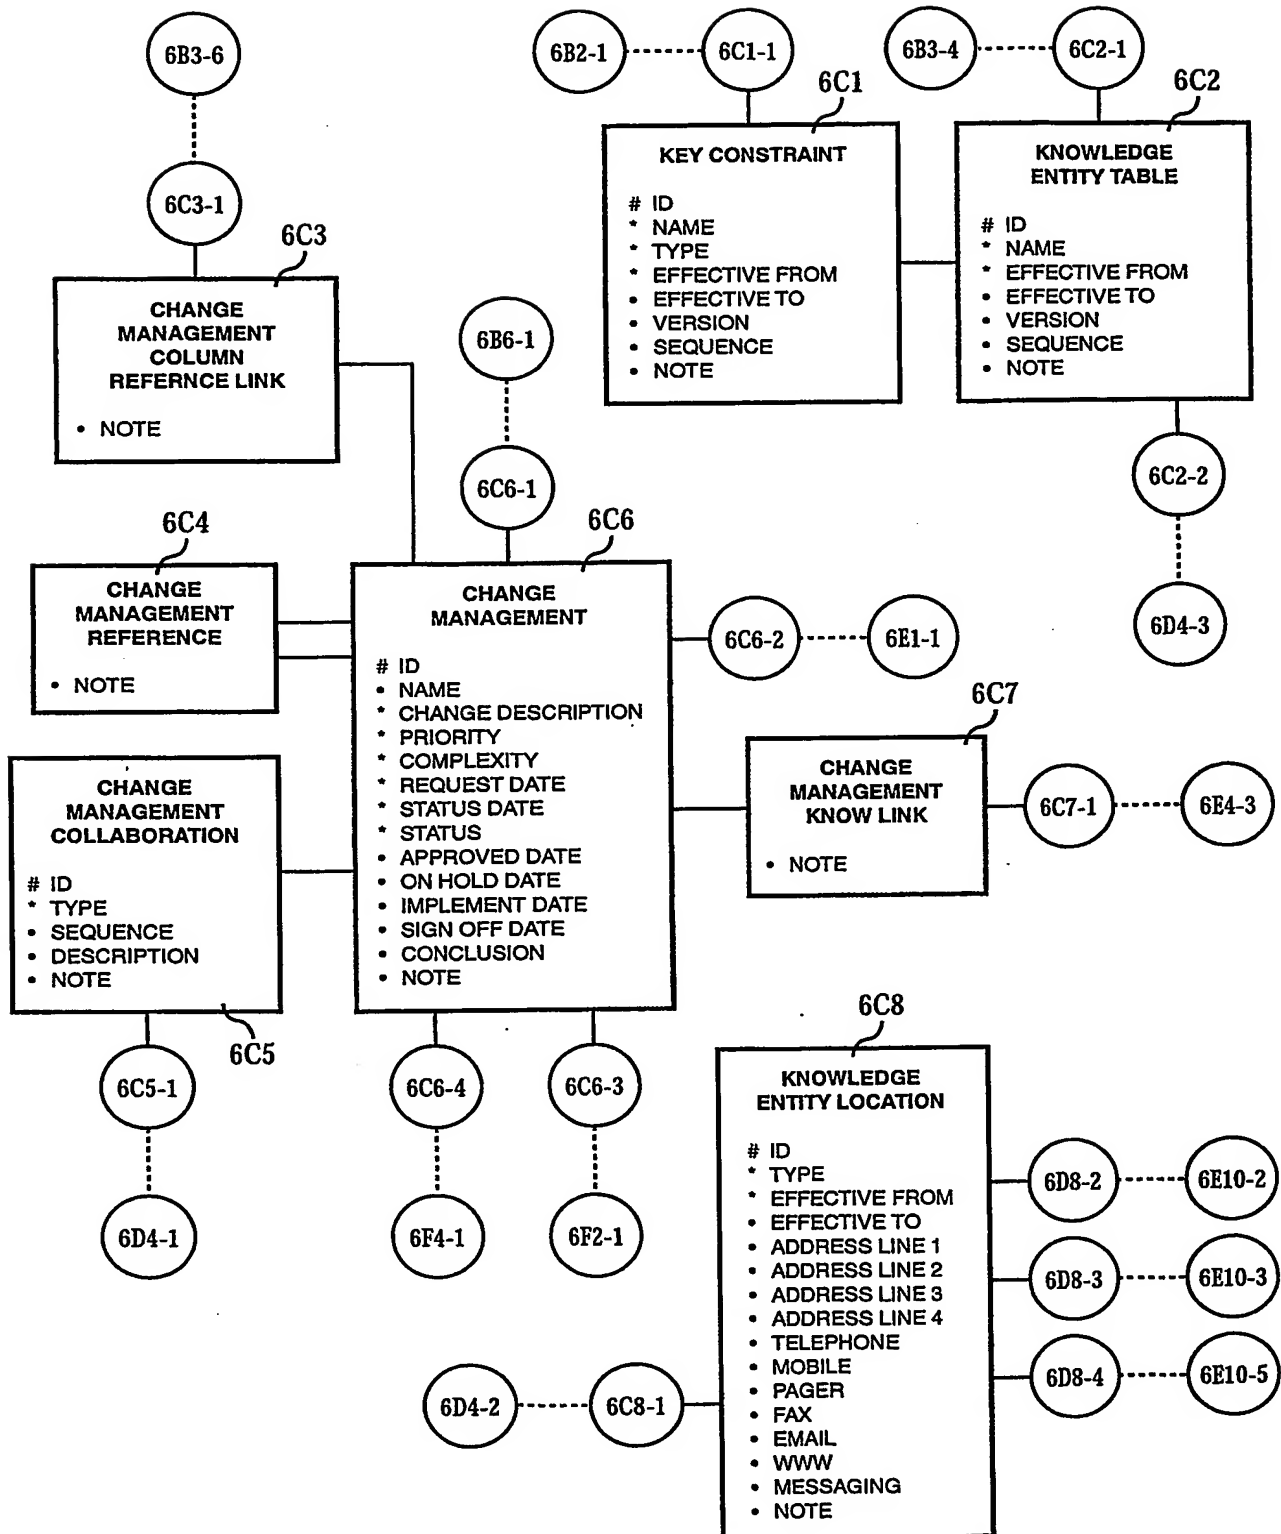 6B3-6
6B2-1
6C1-1
6B3-4
6C2-1
6C1
6C2
KEY CONSTRAINT
# ID
* NAME
* TYPE
* EFFECTIVE FROM
• EFFECTIVE TO
• VERSION
• SEQUENCE
• NOTE
KNOWLEDGE
ENTITY TABLE
# ID
* NAME
* EFFECTIVE FROM
• EFFECTIVE TO
• VERSION
• SEQUENCE
• NOTE
6C3-1
6C3
CHANGE
MANAGEMENT
COLUMN
REFERNCE LINK
• NOTE
6B6-1
6C6-1
6C2-2
6D4-3
6C4
CHANGE
MANAGEMENT
REFERENCE
• NOTE
6C6
CHANGE
MANAGEMENT
# ID
• NAME
* CHANGE DESCRIPTION
* PRIORITY
* COMPLEXITY
* REQUEST DATE
* STATUS DATE
* STATUS
• APPROVED DATE
• ON HOLD DATE
• IMPLEMENT DATE
• SIGN OFF DATE
• CONCLUSION
• NOTE
6C6-2
6E1-1
6C7
CHANGE
MANAGEMENT
KNOW LINK
• NOTE
6C7-1
6E4-3
CHANGE
MANAGEMENT
COLLABORATION
# ID
* TYPE
• SEQUENCE
• DESCRIPTION
• NOTE
6C5
6C5-1
6D4-1
6C6-4
6F4-1
6C6-3
6F2-1
6C8
KNOWLEDGE
ENTITY LOCATION
# ID
* TYPE
* EFFECTIVE FROM
• EFFECTIVE TO
• ADDRESS LINE 1
• ADDRESS LINE 2
• ADDRESS LINE 3
• ADDRESS LINE 4
• TELEPHONE
• MOBILE
• PAGER
• FAX
• EMAIL
• WWW
• MESSAGING
• NOTE
6D8-2
6E10-2
6D8-3
6E10-3
6D8-4
6E10-5
6D4-2
6C8-1